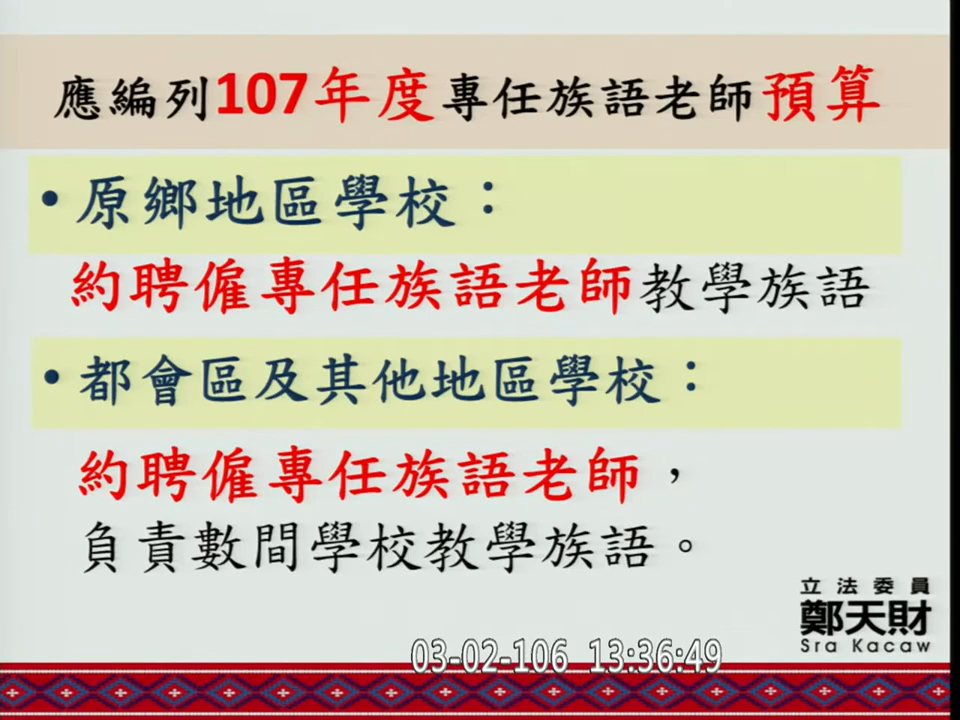 應編列107年度專任族語老師預算
•原鄉地區學校：
約聘僱專任族語老師教學族語
•都會區及其他地區學校：
約聘僱專任族語老師，
負責數間學校教學族語。
立法委員
鄭天財
Sra Kacaw
03-02-106 13:36:49